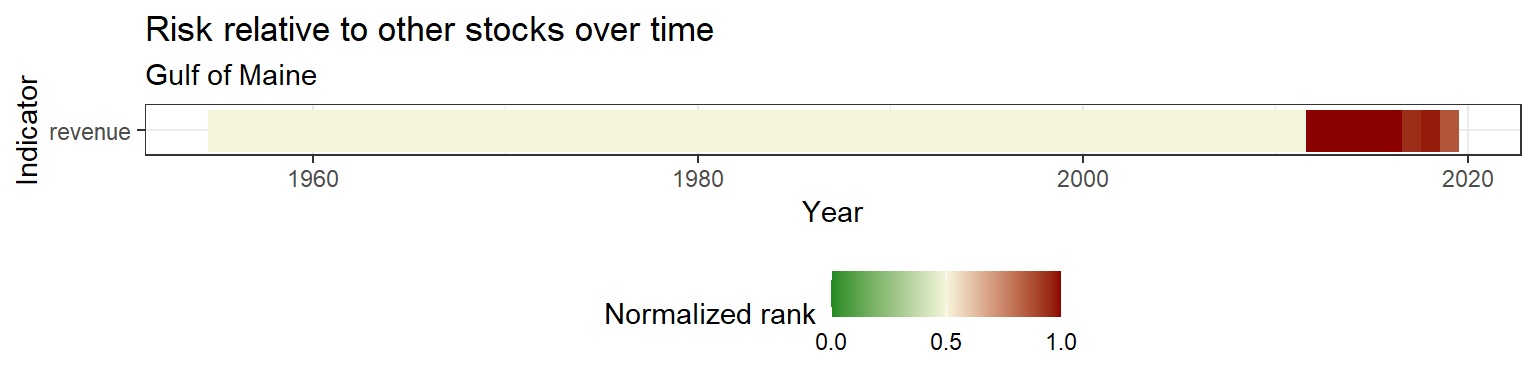 Risk relative to other stocks over time
Gulf of Maine
Indicator
revenue
1960 1980 2000 2020
Year
Normalized rank
0.0 0.5 1.0